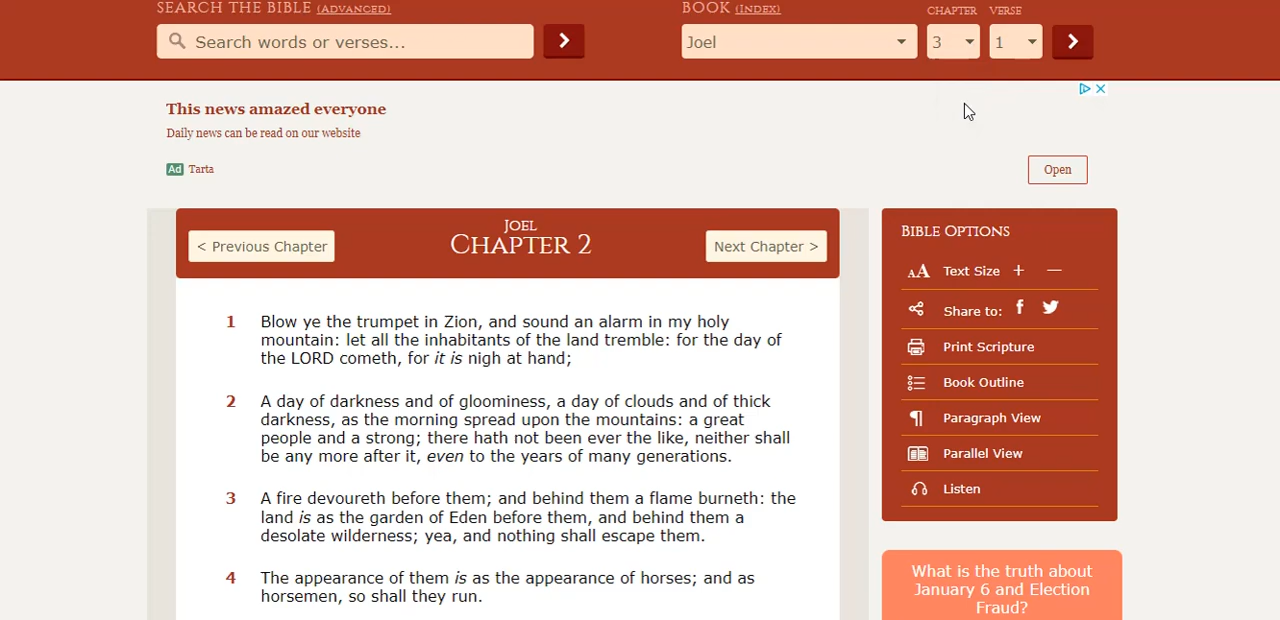 SEARCH THE BIBLE (ADVANCED)
BOOK (INDEX)
CHAPTER VERSE
Search words or verses...
Joel
3
1
This news amazed everyone
Daily news can be read on our website
Ad Tarta
Open
< Previous Chapter
JOEL
CHAPTER 2
Next Chapter >
1 Blow ye the trumpet in Zion, and sound an alarm in my holy
mountain: let all the inhabitants of the land tremble: for the day of
the LORD cometh, for it is nigh at hand;
2 A day of darkness and of gloominess, a day of clouds and of thick
darkness, as the morning spread upon the mountains: a great
people and a strong; there hath not been ever the like, neither shall
be any more after it, even to the years of many generations.
3 A fire devoureth before them; and behind them a flame burneth: the
land is as the garden of Eden before them, and behind them a
desolate wilderness; yea, and nothing shall escape them.
4 The appearance of them is as the appearance of horses; and as
horsemen, so shall they run.
BIBLE OPTIONS
AA Text Size + —
Share to: f
Print Scripture
Book Outline
¶ Paragraph View
Parallel View
Listen
What is the truth about
January 6 and Election
Fraud?